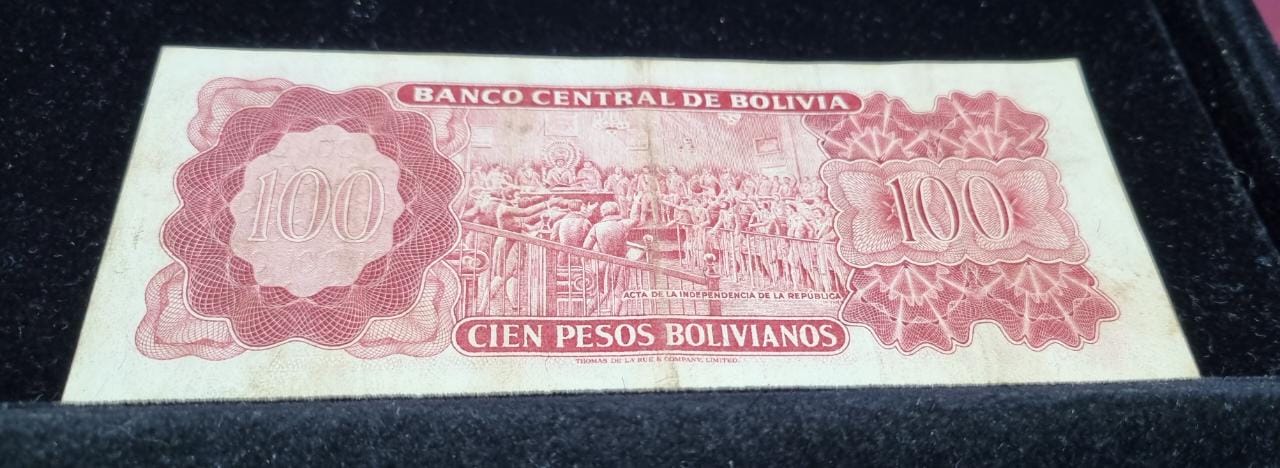 BANCO CENTRAL DE BOLIVIA
100
100
ACTA DE LA INDEPENDENCIA DE LA REPÚBLICA
CIEN PESOS BOLIVIANOS
THOMAS DE LA RUE & COMPANY, LIMITED.